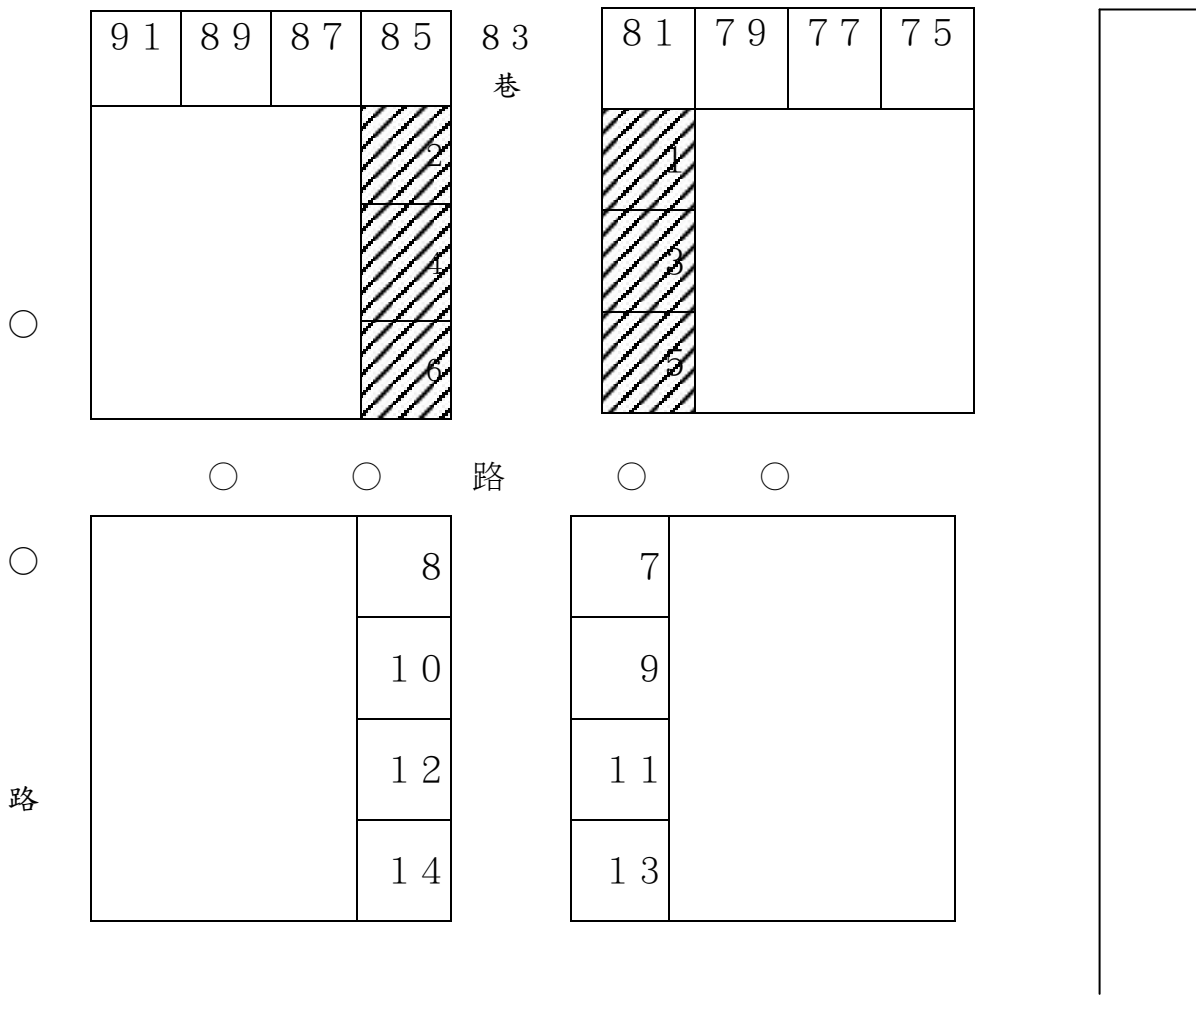 ９１ ８９ ８７ ８５ ８３ ８１ ７９ ７７ ７５
巷
２ １
４ ３
６ ５
○ ○ 路 ○ ○
８ ７
１０ ９
１２ １１
１４ １３
○
○
路